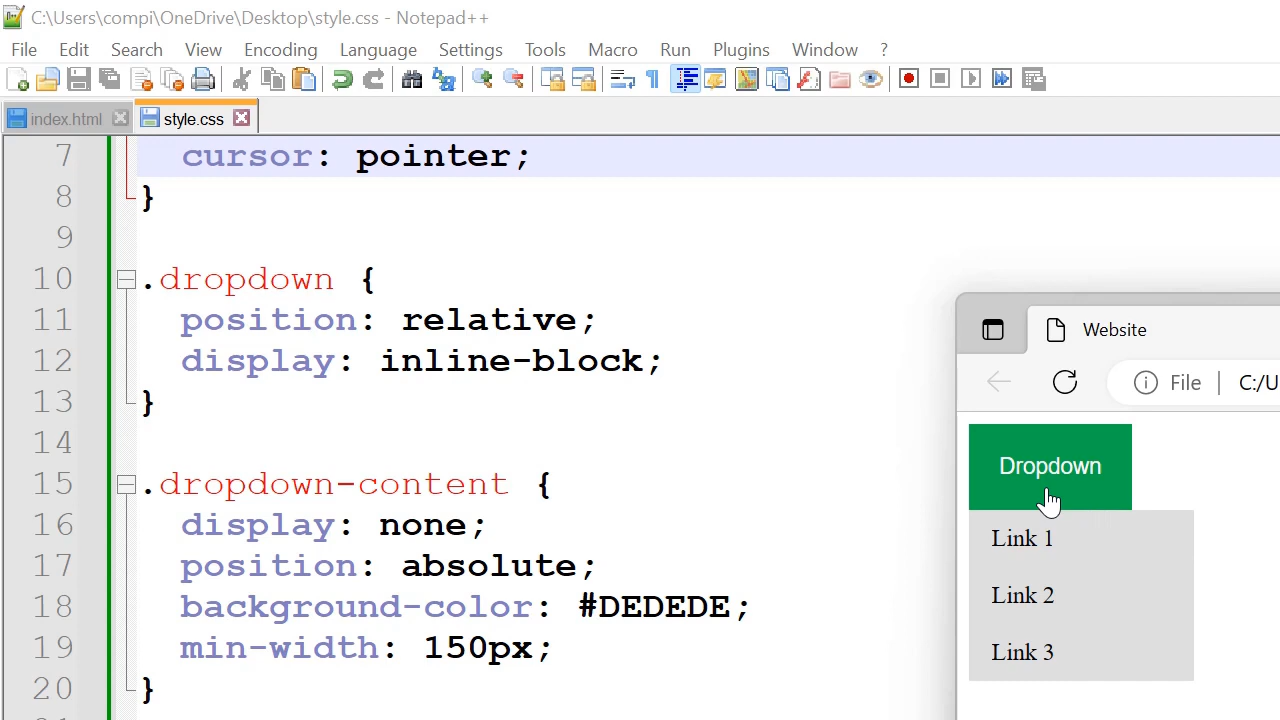 C:\Users\compi\OneDrive\Desktop\style.css - Notepad++
File Edit Search View Encoding Language Settings Tools Macro Run Plugins Window ?
index.html style.css
7 cursor: pointer;
8 }
9
10 .dropdown {
11 position: relative;
12 display: inline-block;
13 }
14
15 .dropdown-content {
16 display: none;
17 position: absolute;
18 background-color: #DEDEDE;
19 min-width: 150px;
20 }
Website
File C:/U
Dropdown
Link 1
Link 2
Link 3